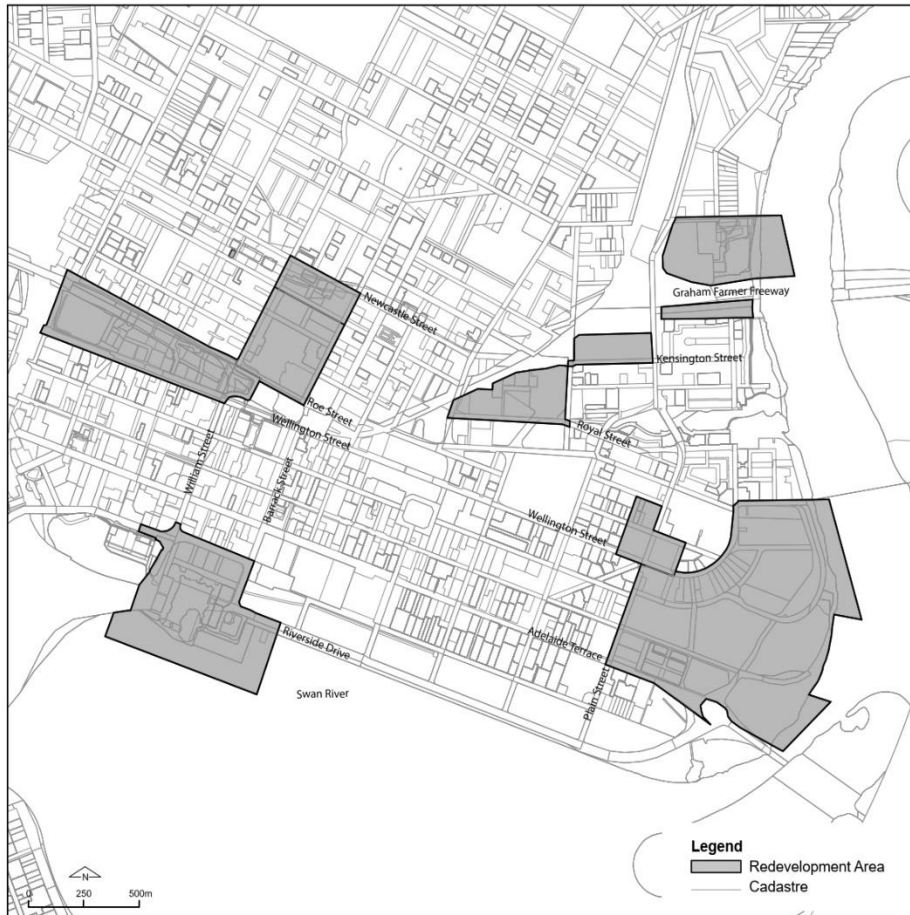 Graham Farmer Freeway
Newcastle Street
Kensington Street
Roe Street
Wellington Street
Royal Street
William Street
Barrack Street
Wellington Street
Adelaide Terrace
Riverside Drive
Plain Street
Swan River
Legend
Redevelopment Area
Cadastre
N
0 250 500m